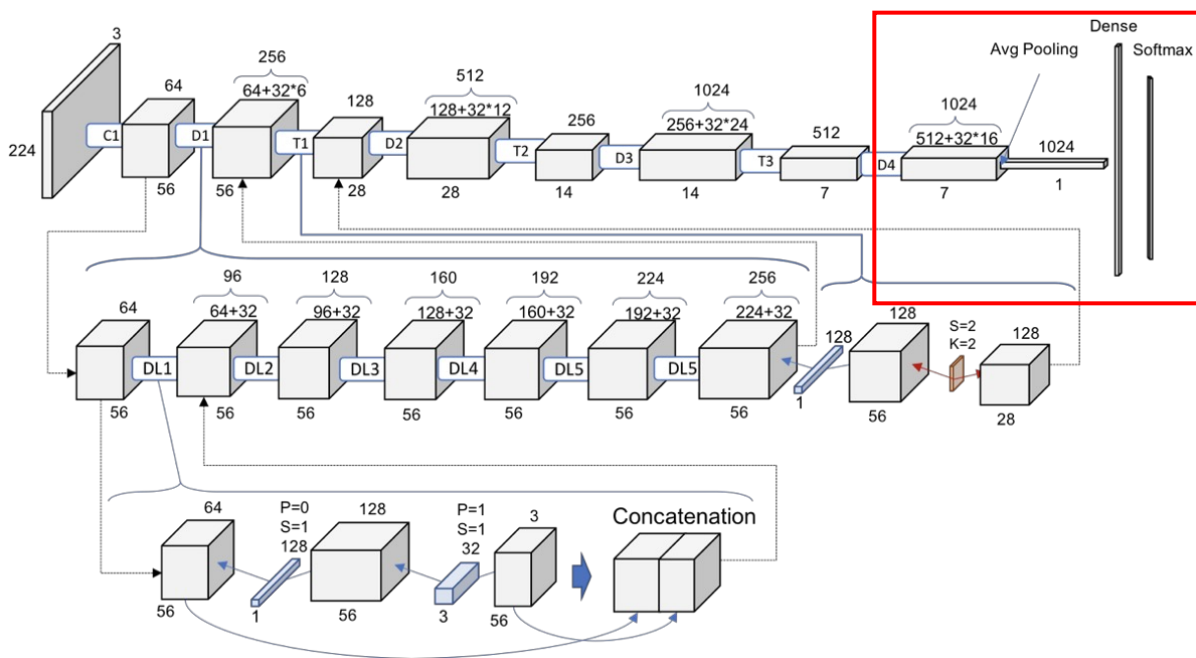 3
224
C1
64
56
D1
256
64+32*6
56
T1
128
28
D2
512
128+32*12
28
T2
256
14
D3
1024
256+32*24
14
T3
512
7
D4
1024
512+32*16
7
Avg Pooling
1024
1
Dense
Softmax
64
56
DL1
96
64+32
56
DL2
128
96+32
56
DL3
160
128+32
56
DL4
192
160+32
56
DL5
224
192+32
56
DL5
256
224+32
56
128
1
128
56
S=2
K=2
128
28
64
56
P=0
S=1
128
1
128
56
P=1
S=1
32
3
3
56
Concatenation